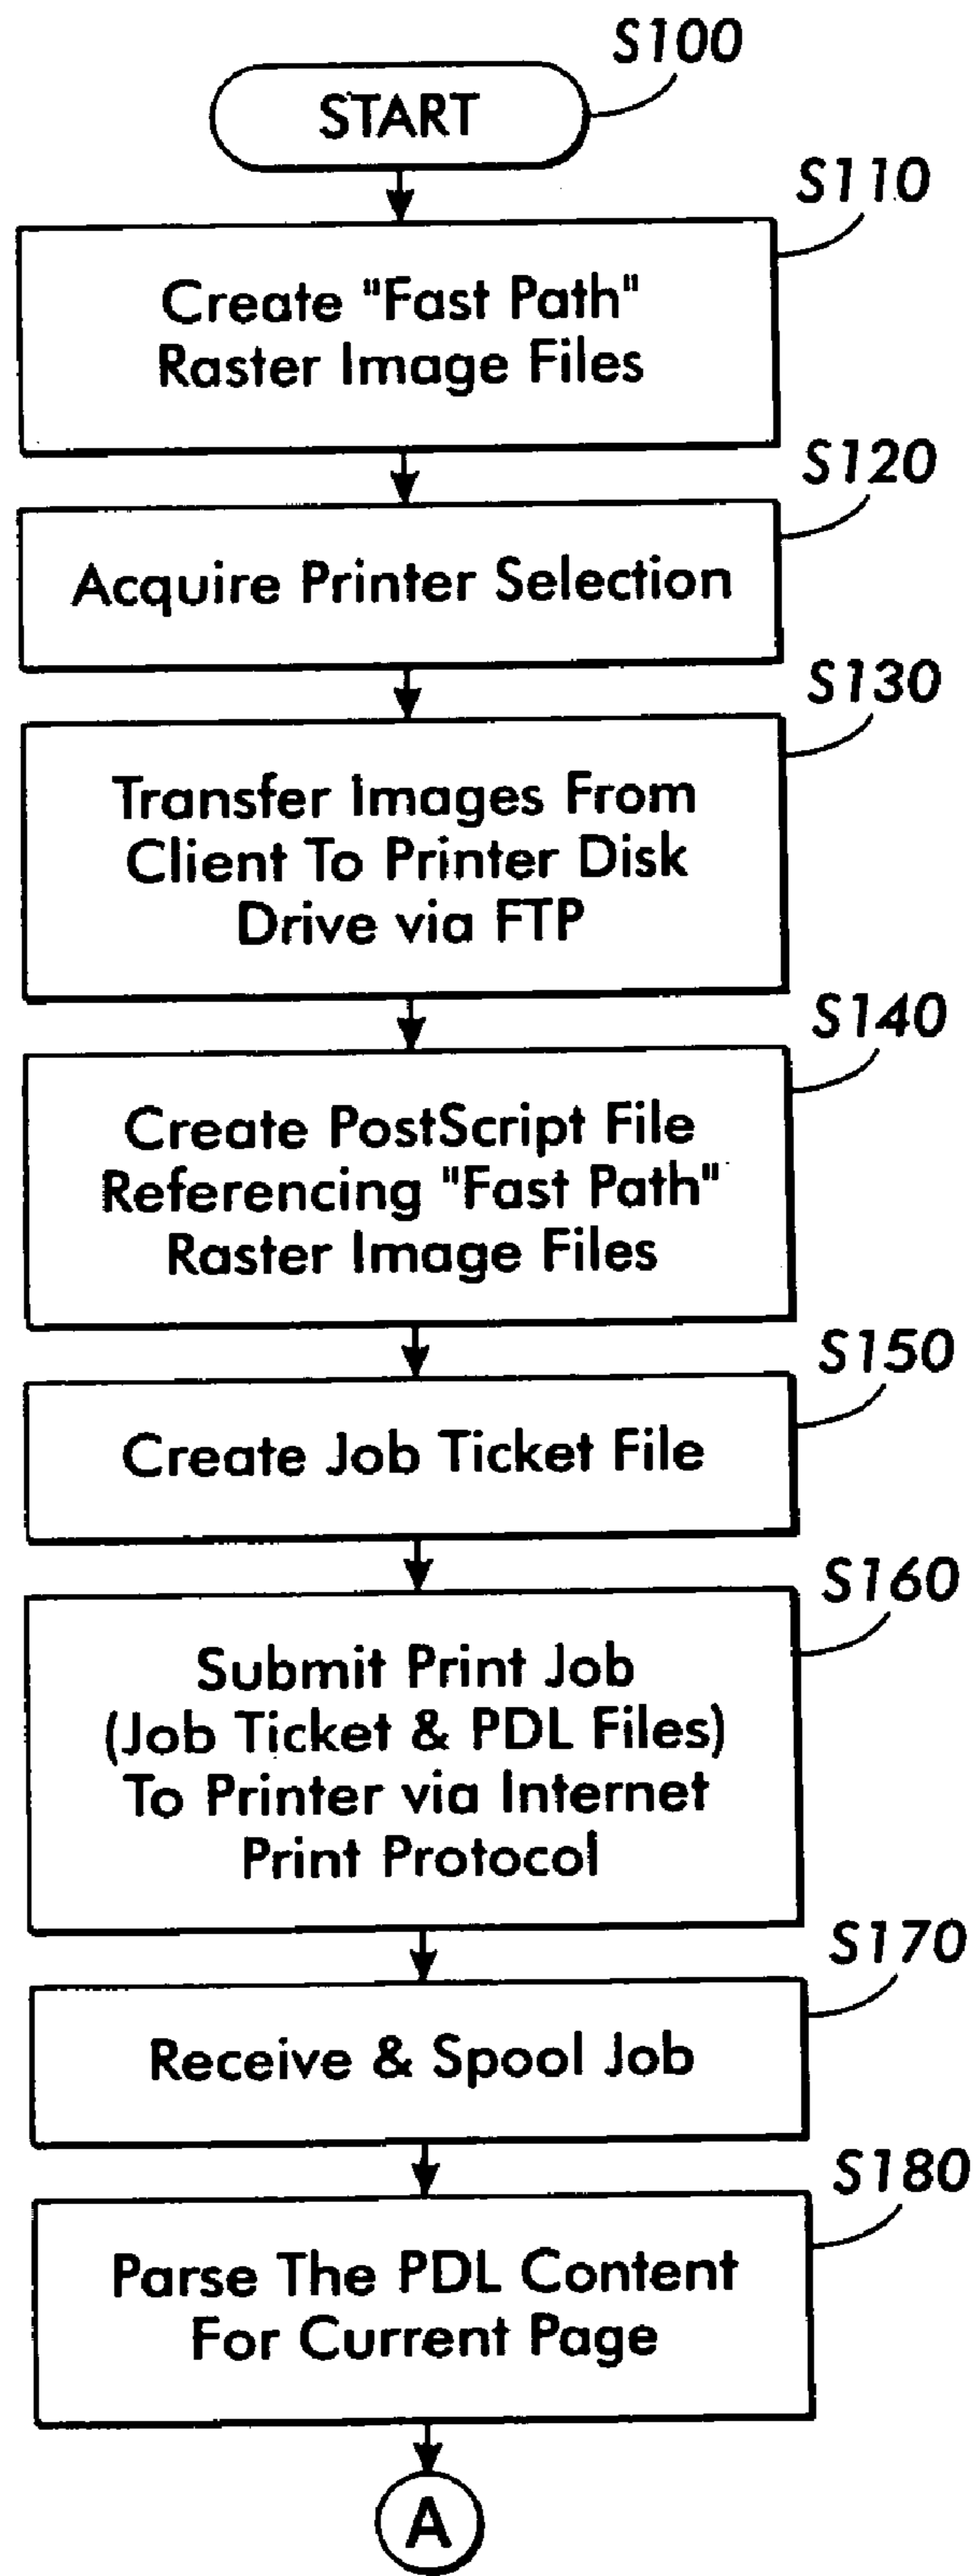 S100
START
S110
Create "Fast Path"
Raster Image Files
S120
Acquire Printer Selection
S130
Transfer Images From
Client To Printer Disk
Drive via FTP
S140
Create PostScript File
Referencing "Fast Path"
Raster Image Files
S150
Create Job Ticket File
S160
Submit Print Job
(Job Ticket & PDL Files)
To Printer via Internet
Print Protocol
S170
Receive & Spool Job
S180
Parse The PDL Content
For Current Page
A